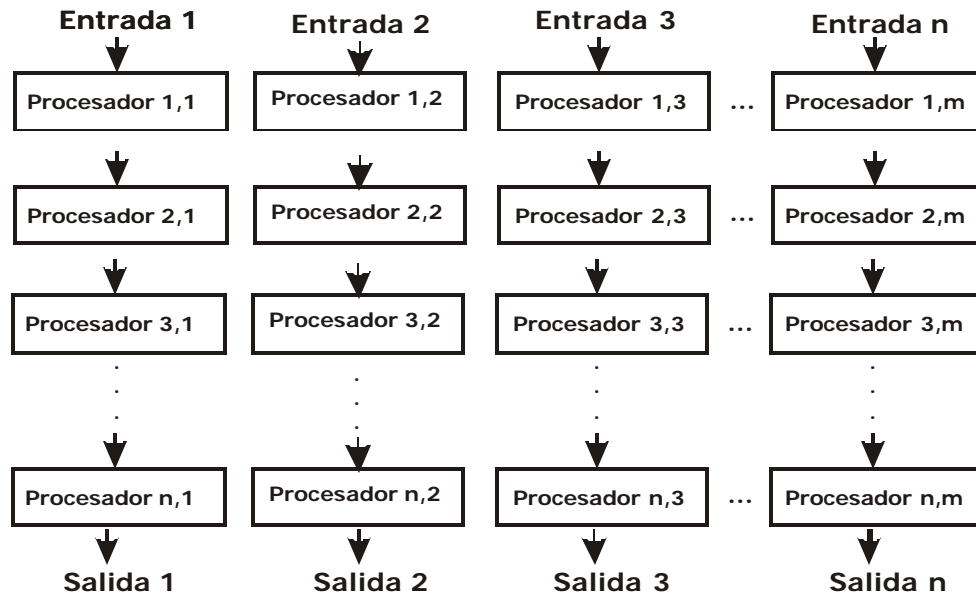 Entrada 1 Entrada 2 Entrada 3 Entrada n
Procesador 1,1 Procesador 1,2 Procesador 1,3 ... Procesador 1,m
Procesador 2,1 Procesador 2,2 Procesador 2,3 ... Procesador 2,m
Procesador 3,1 Procesador 3,2 Procesador 3,3 ... Procesador 3,m
Procesador n,1 Procesador n,2 Procesador n,3 ... Procesador n,m
Salida 1 Salida 2 Salida 3 Salida n